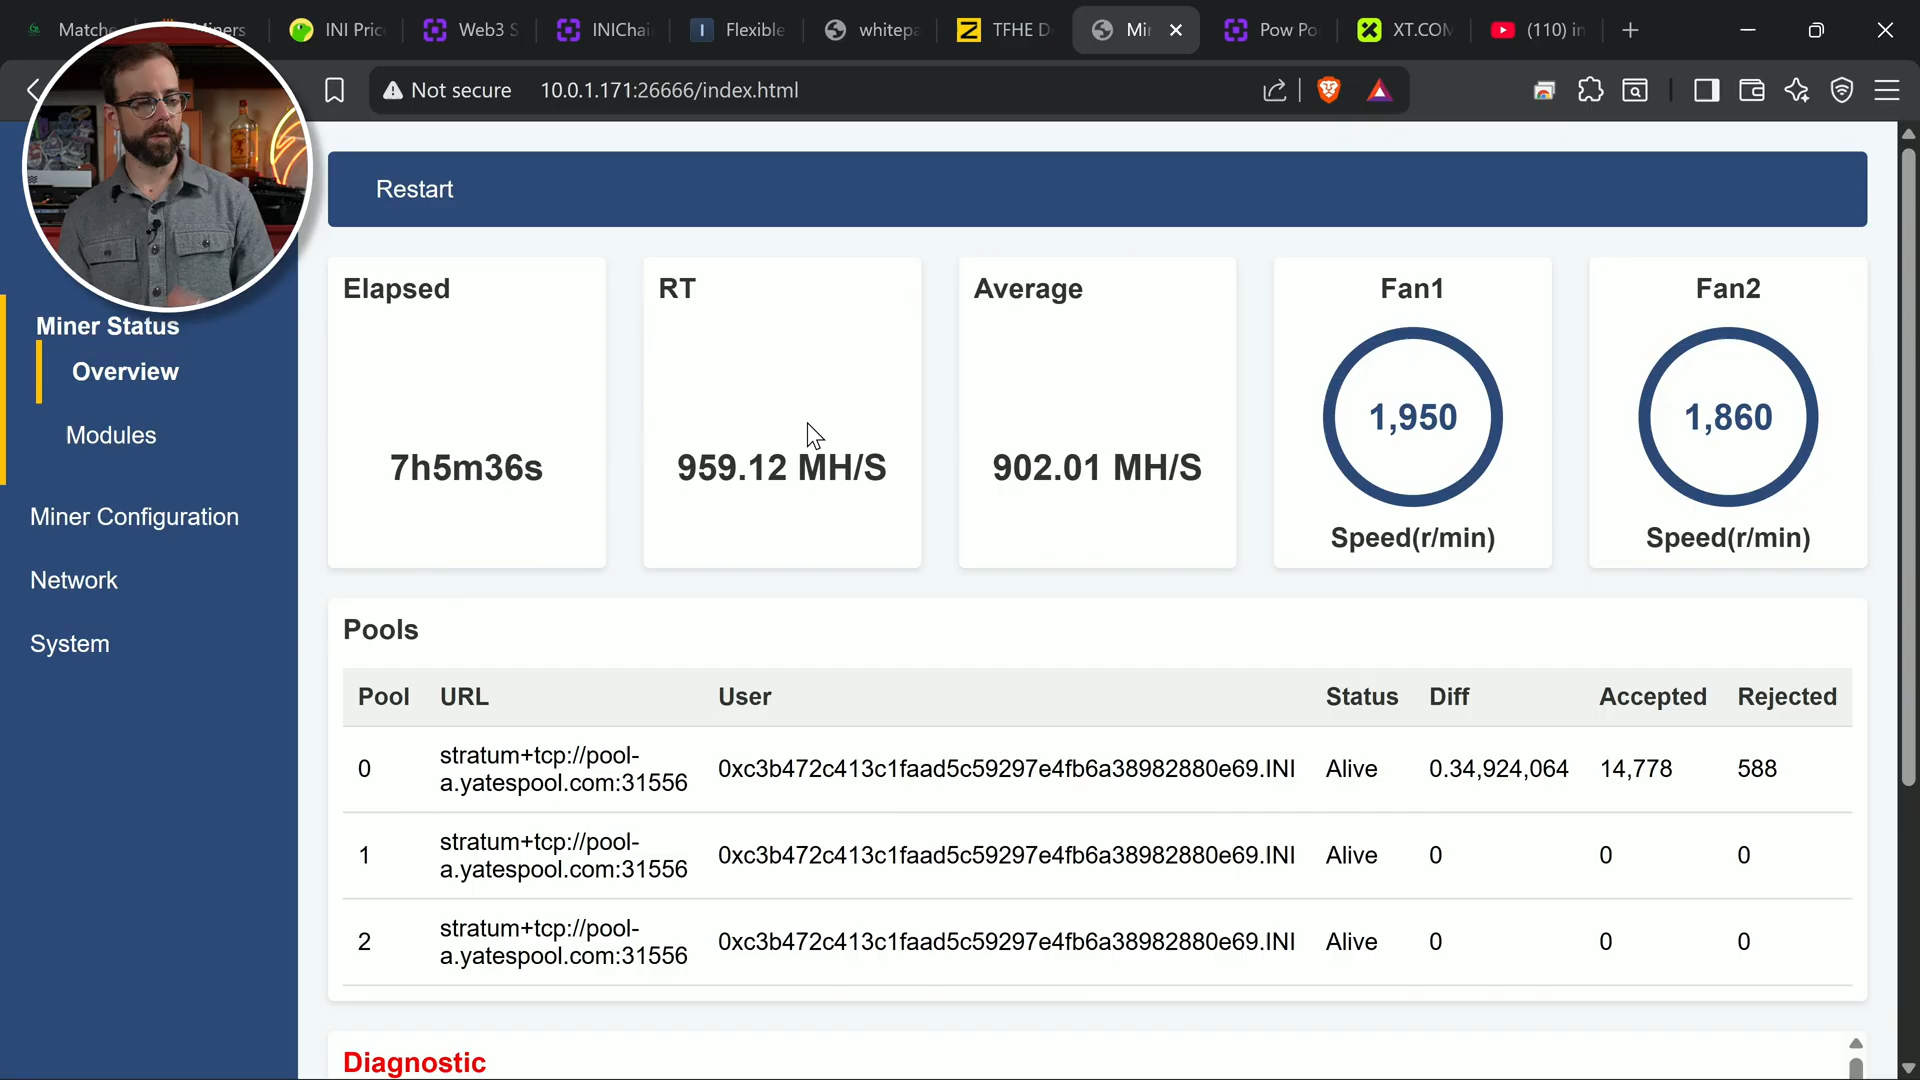 Matche
Miners
INI Pric
Web3 S
INIChai
Flexible
whitepa
TFHE D
Mi
Pow Po
XT.COM
(110) in
Not secure
10.0.1.171:26666/index.html
Restart
Miner Status
Overview
Modules
Miner Configuration
Network
System
Elapsed
7h5m36s
RT
959.12 MH/S
Average
902.01 MH/S
Fan1
1,950
Speed(r/min)
Fan2
1,860
Speed(r/min)
Pools
Pool URL User Status Diff Accepted Rejected
0 stratum+tcp://pool-
a.yatespool.com:31556 0xc3b472c413c1faad5c59297e4fb6a38982880e69.INI Alive 0.34,924,064 14,778 588
1 stratum+tcp://pool-
a.yatespool.com:31556 0xc3b472c413c1faad5c59297e4fb6a38982880e69.INI Alive 0 0 0
2 stratum+tcp://pool-
a.yatespool.com:31556 0xc3b472c413c1faad5c59297e4fb6a38982880e69.INI Alive 0 0 0
Diagnostic